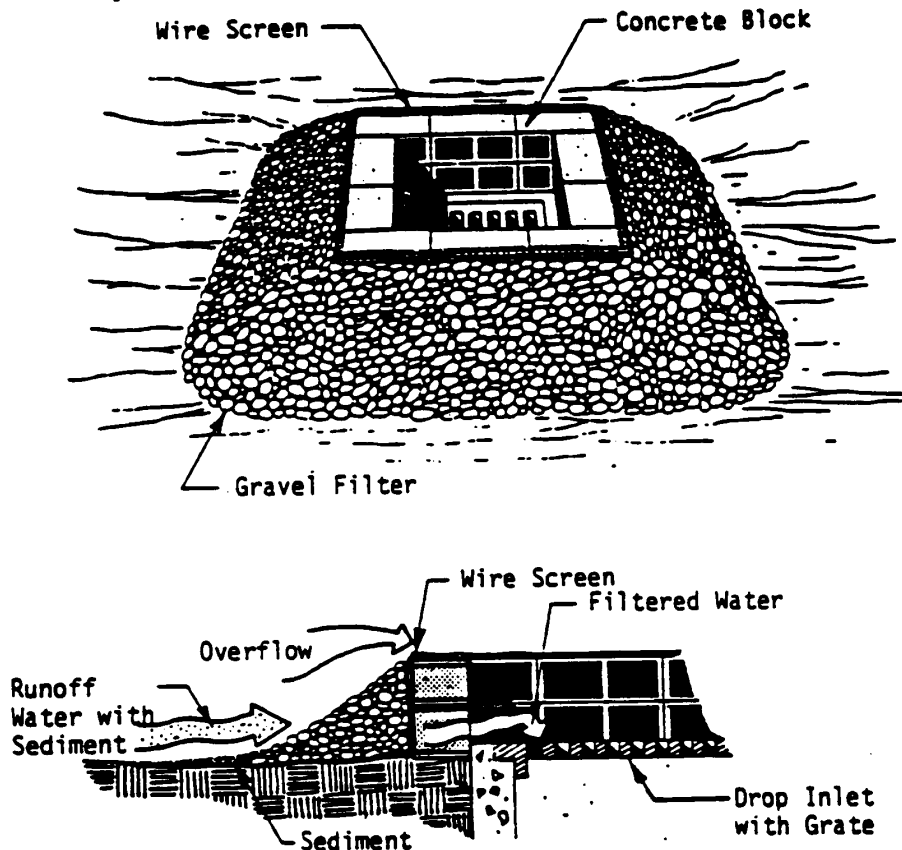 Wire Screen
Concrete Block
Gravel Filter
Wire Screen
Filtered Water
Overflow
Runoff
Water with
Sediment
Drop Inlet
with Grate
Sediment